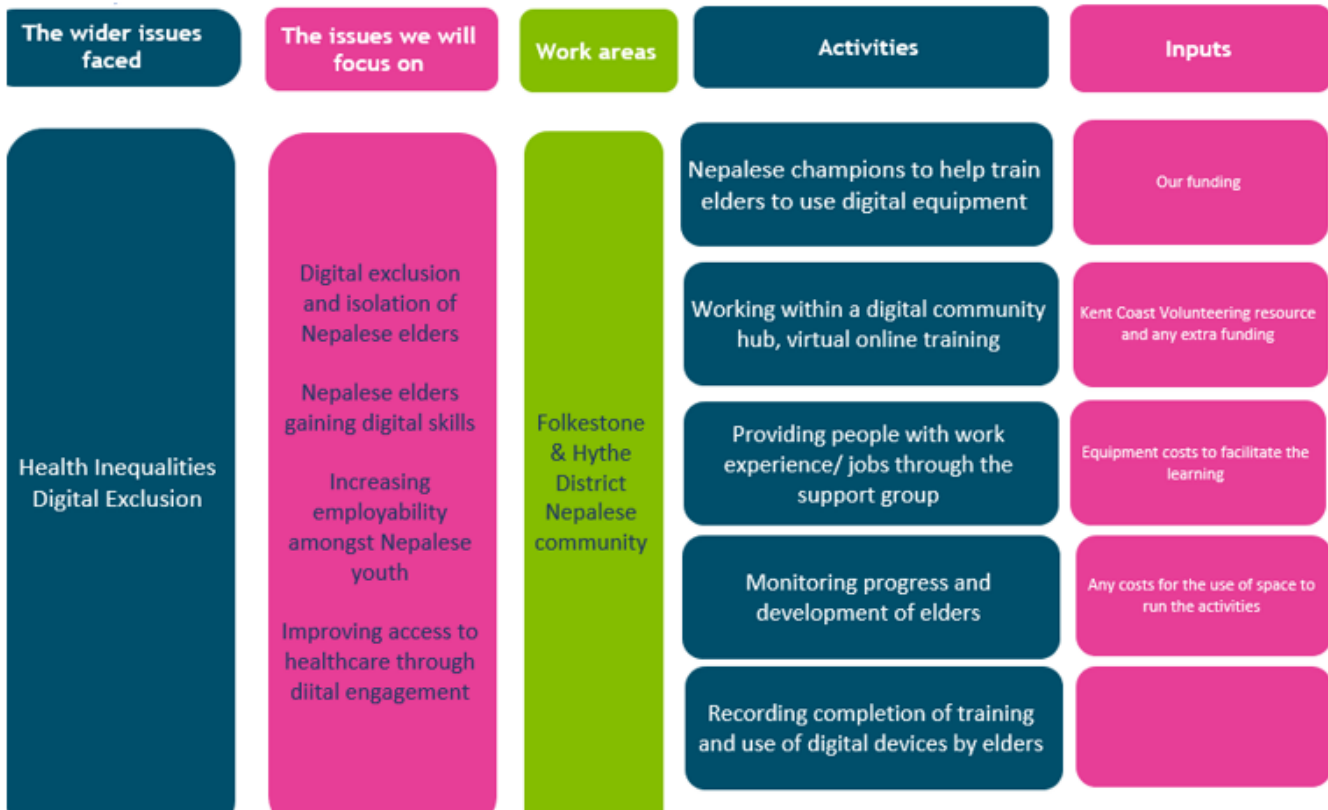 The wider issues
faced
The issues we will
focus on
Work areas
Activities
Inputs
Health Inequalities
Digital Exclusion
Digital exclusion
and isolation of
Nepalese elders
Nepalese elders
gaining digital skills
Increasing
employability
amongst Nepalese
youth
Improving access to
healthcare through
diital engagement
Folkestone
& Hythe
District
Nepalese
community
Nepalese champions to help train
elders to use digital equipment
Working within a digital community
hub, virtual online training
Providing people with work
experience/ jobs through the
support group
Monitoring progress and
development of elders
Recording completion of training
and use of digital devices by elders
Our funding
Kent Coast Volunteering resource
and any extra funding
Equipment costs to facilitate the
learning
Any costs for the use of space to
run the activities